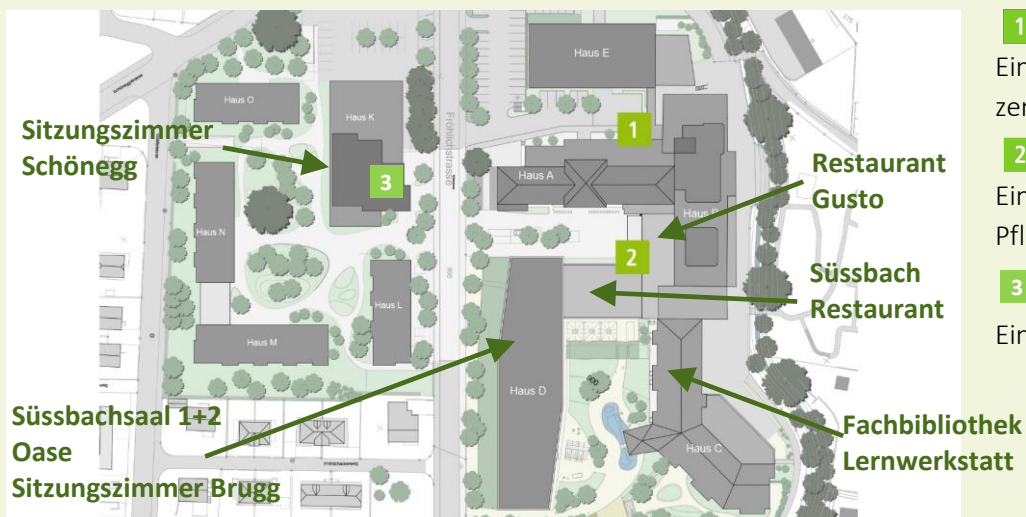 Haus E
1
Ein
zer
2
Ein
Pfl
3
Ein
Haus O
Haus K
Fröhlichstrasse
Sitzungszimmer
Schönegg
3
1
Haus A
Restaurant
Gusto
Haus N
2
Süssbach
Restaurant
Haus L
Haus M
Haus D
Süssbachsaal 1+2
Oase
Sitzungszimmer Brugg
Haus C
Fachbibliothek
Lernwerkstatt